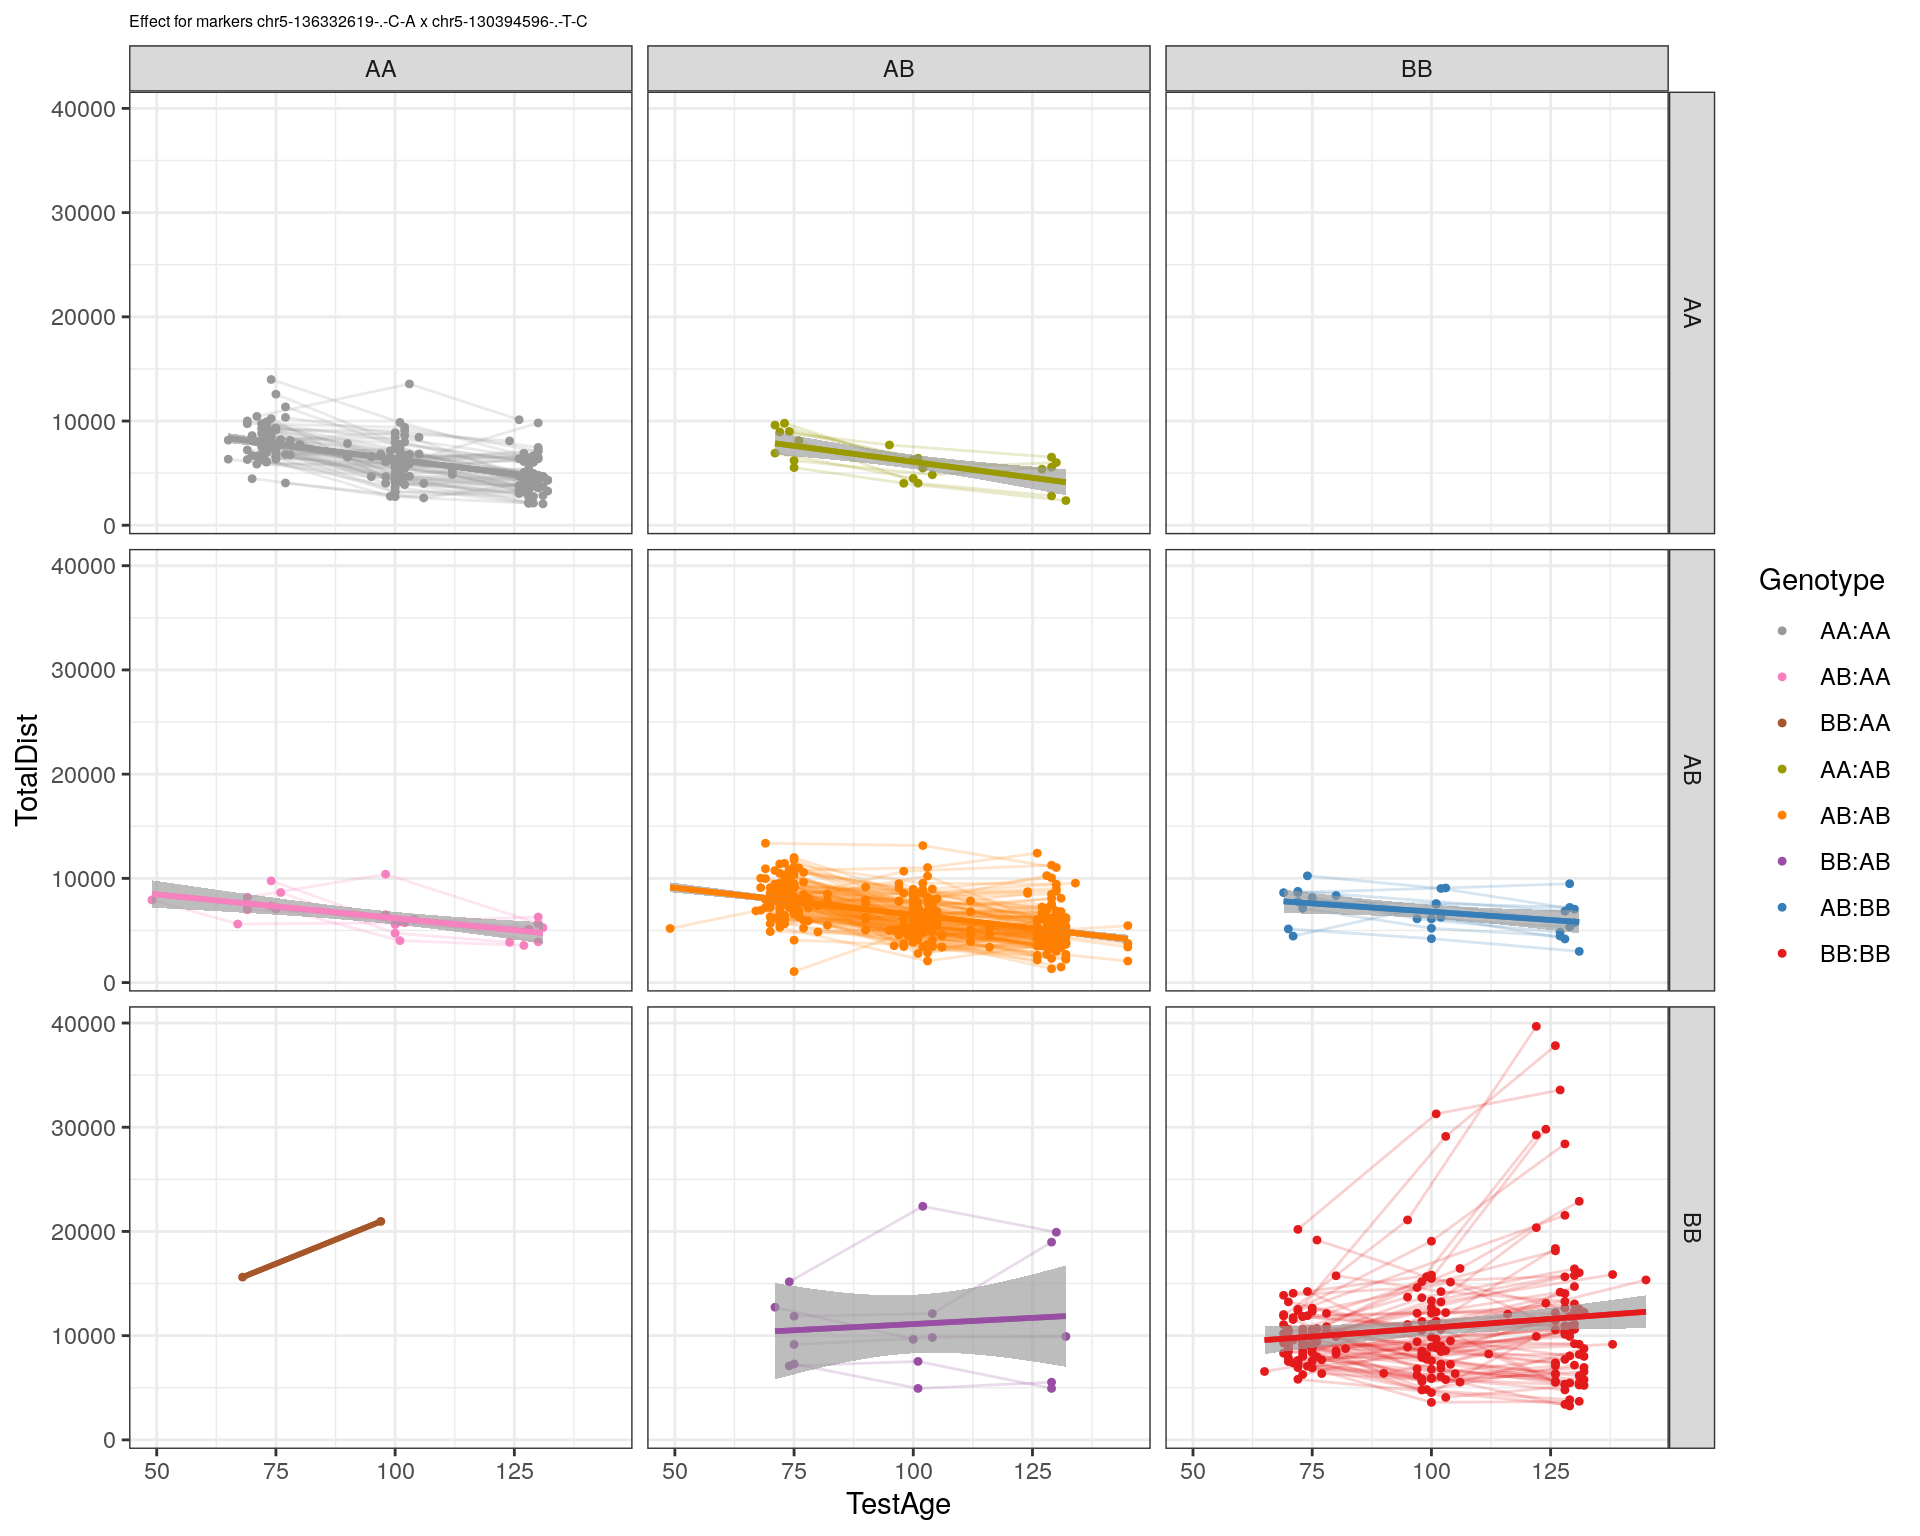 Effect for markers chr5-136332619-.-C-A x chr5-130394596-.-T-C
AA
AB
BB
40000
30000
20000
10000
0
AA
40000
30000
20000
10000
0
AB
40000
30000
20000
10000
0
BB
50
75
100
125
50
75
100
125
50
75
100
125
TestAge
TotalDist
Genotype
AA:AA
AB:AA
BB:AA
AA:AB
AB:AB
BB:AB
AB:BB
BB:BB